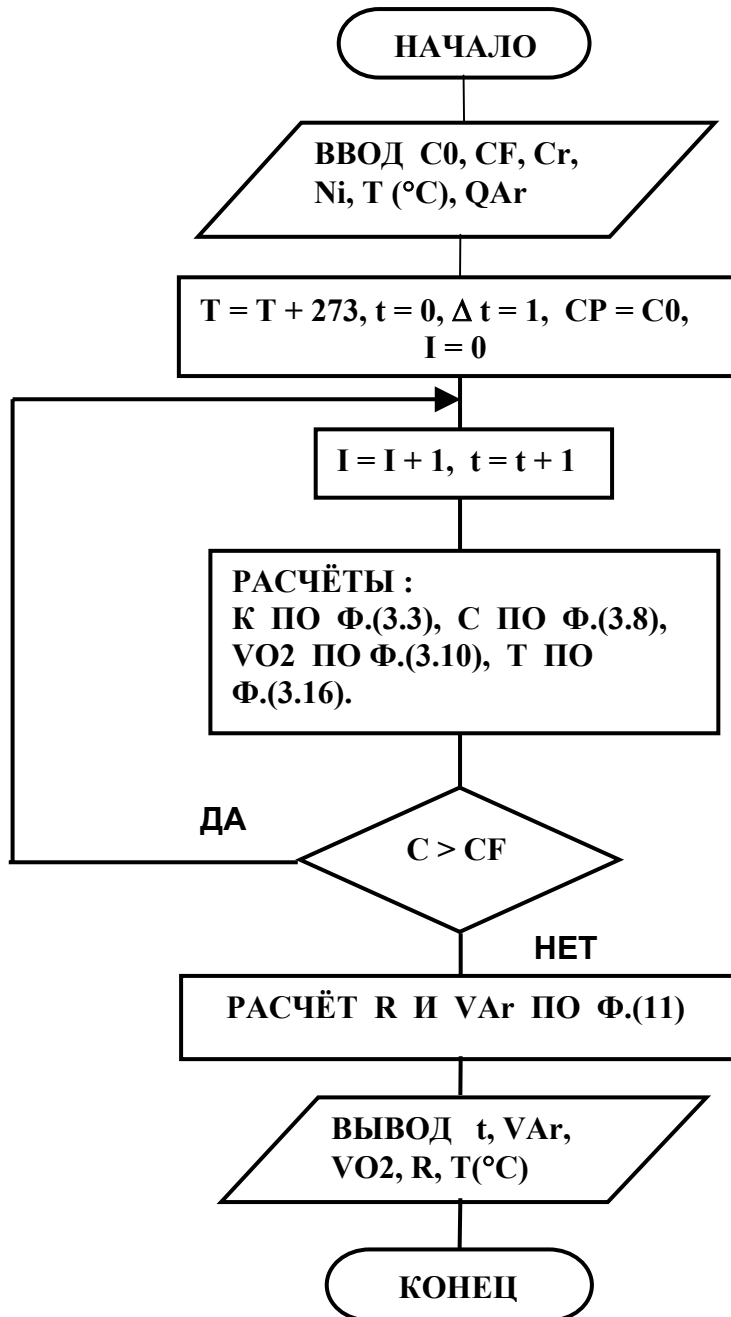 НАЧАЛО
ВВОД C0, CF, Cr,
Ni, T (°C), QAr
T = T + 273, t = 0, Δ t = 1, CP = C0,
I = 0
I = I + 1, t = t + 1
РАСЧЁТЫ :
К ПО Ф.(3.3), С ПО Ф.(3.8),
VO2 ПО Ф.(3.10), Т ПО
Ф.(3.16).
ДА
C > CF
НЕТ
РАСЧЁТ R И VAr ПО Ф.(11)
ВЫВОД t, VAr,
VO2, R, T(°C)
КОНЕЦ